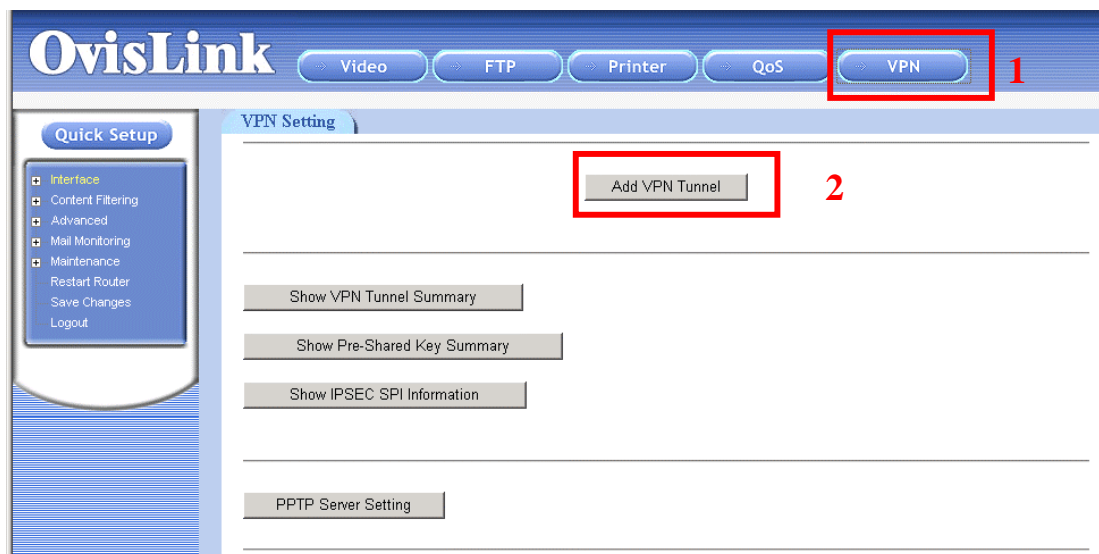 OvisLink
Video FTP Printer QoS VPN 1
Quick Setup
VPN Setting
Interface
Content Filtering
Advanced
Mail Monitoring
Maintenance
Restart Router
Save Changes
Logout
Add VPN Tunnel 2
Show VPN Tunnel Summary
Show Pre-Shared Key Summary
Show IPSEC SPI Information
PPTP Server Setting